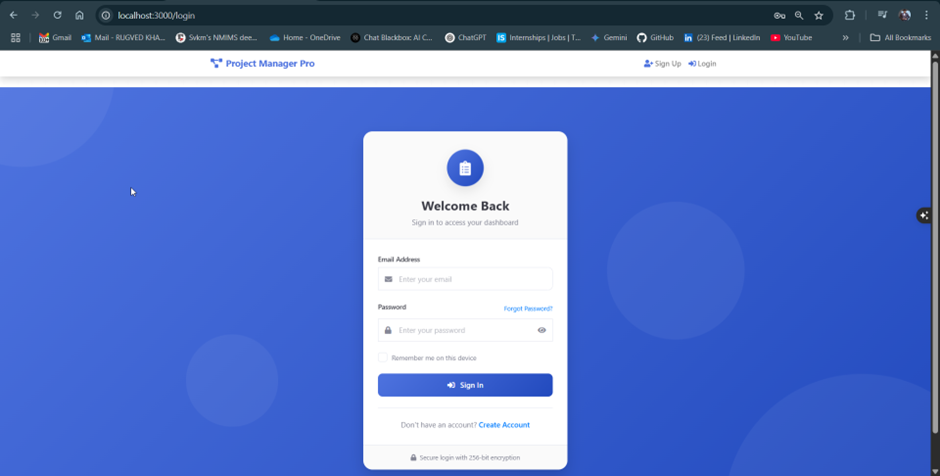 localhost:3000/login
Gmail
Mail - RUGVED KHA...
Svkm's NMIMS dee...
Home - OneDrive
Chat Blackbox: AI C...
ChatGPT
Internships | Jobs | T...
Gemini
GitHub
(23) Feed | LinkedIn
YouTube
»
All Bookmarks
Project Manager Pro
Sign Up
Login
Welcome Back
Sign in to access your dashboard
Email Address
Enter your email
Password
Forgot Password?
Enter your password
Remember me on this device
Sign In
Don't have an account? Create Account
Secure login with 256-bit encryption